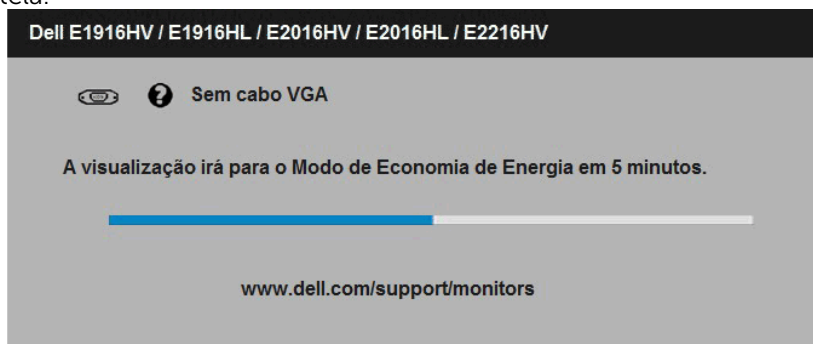 tela.
Dell E1916HV / E1916HL / E2016HV / E2016HL / E2216HV
? Sem cabo VGA
A visualização irá para o Modo de Economia de Energia em 5 minutos.
www.dell.com/support/monitors